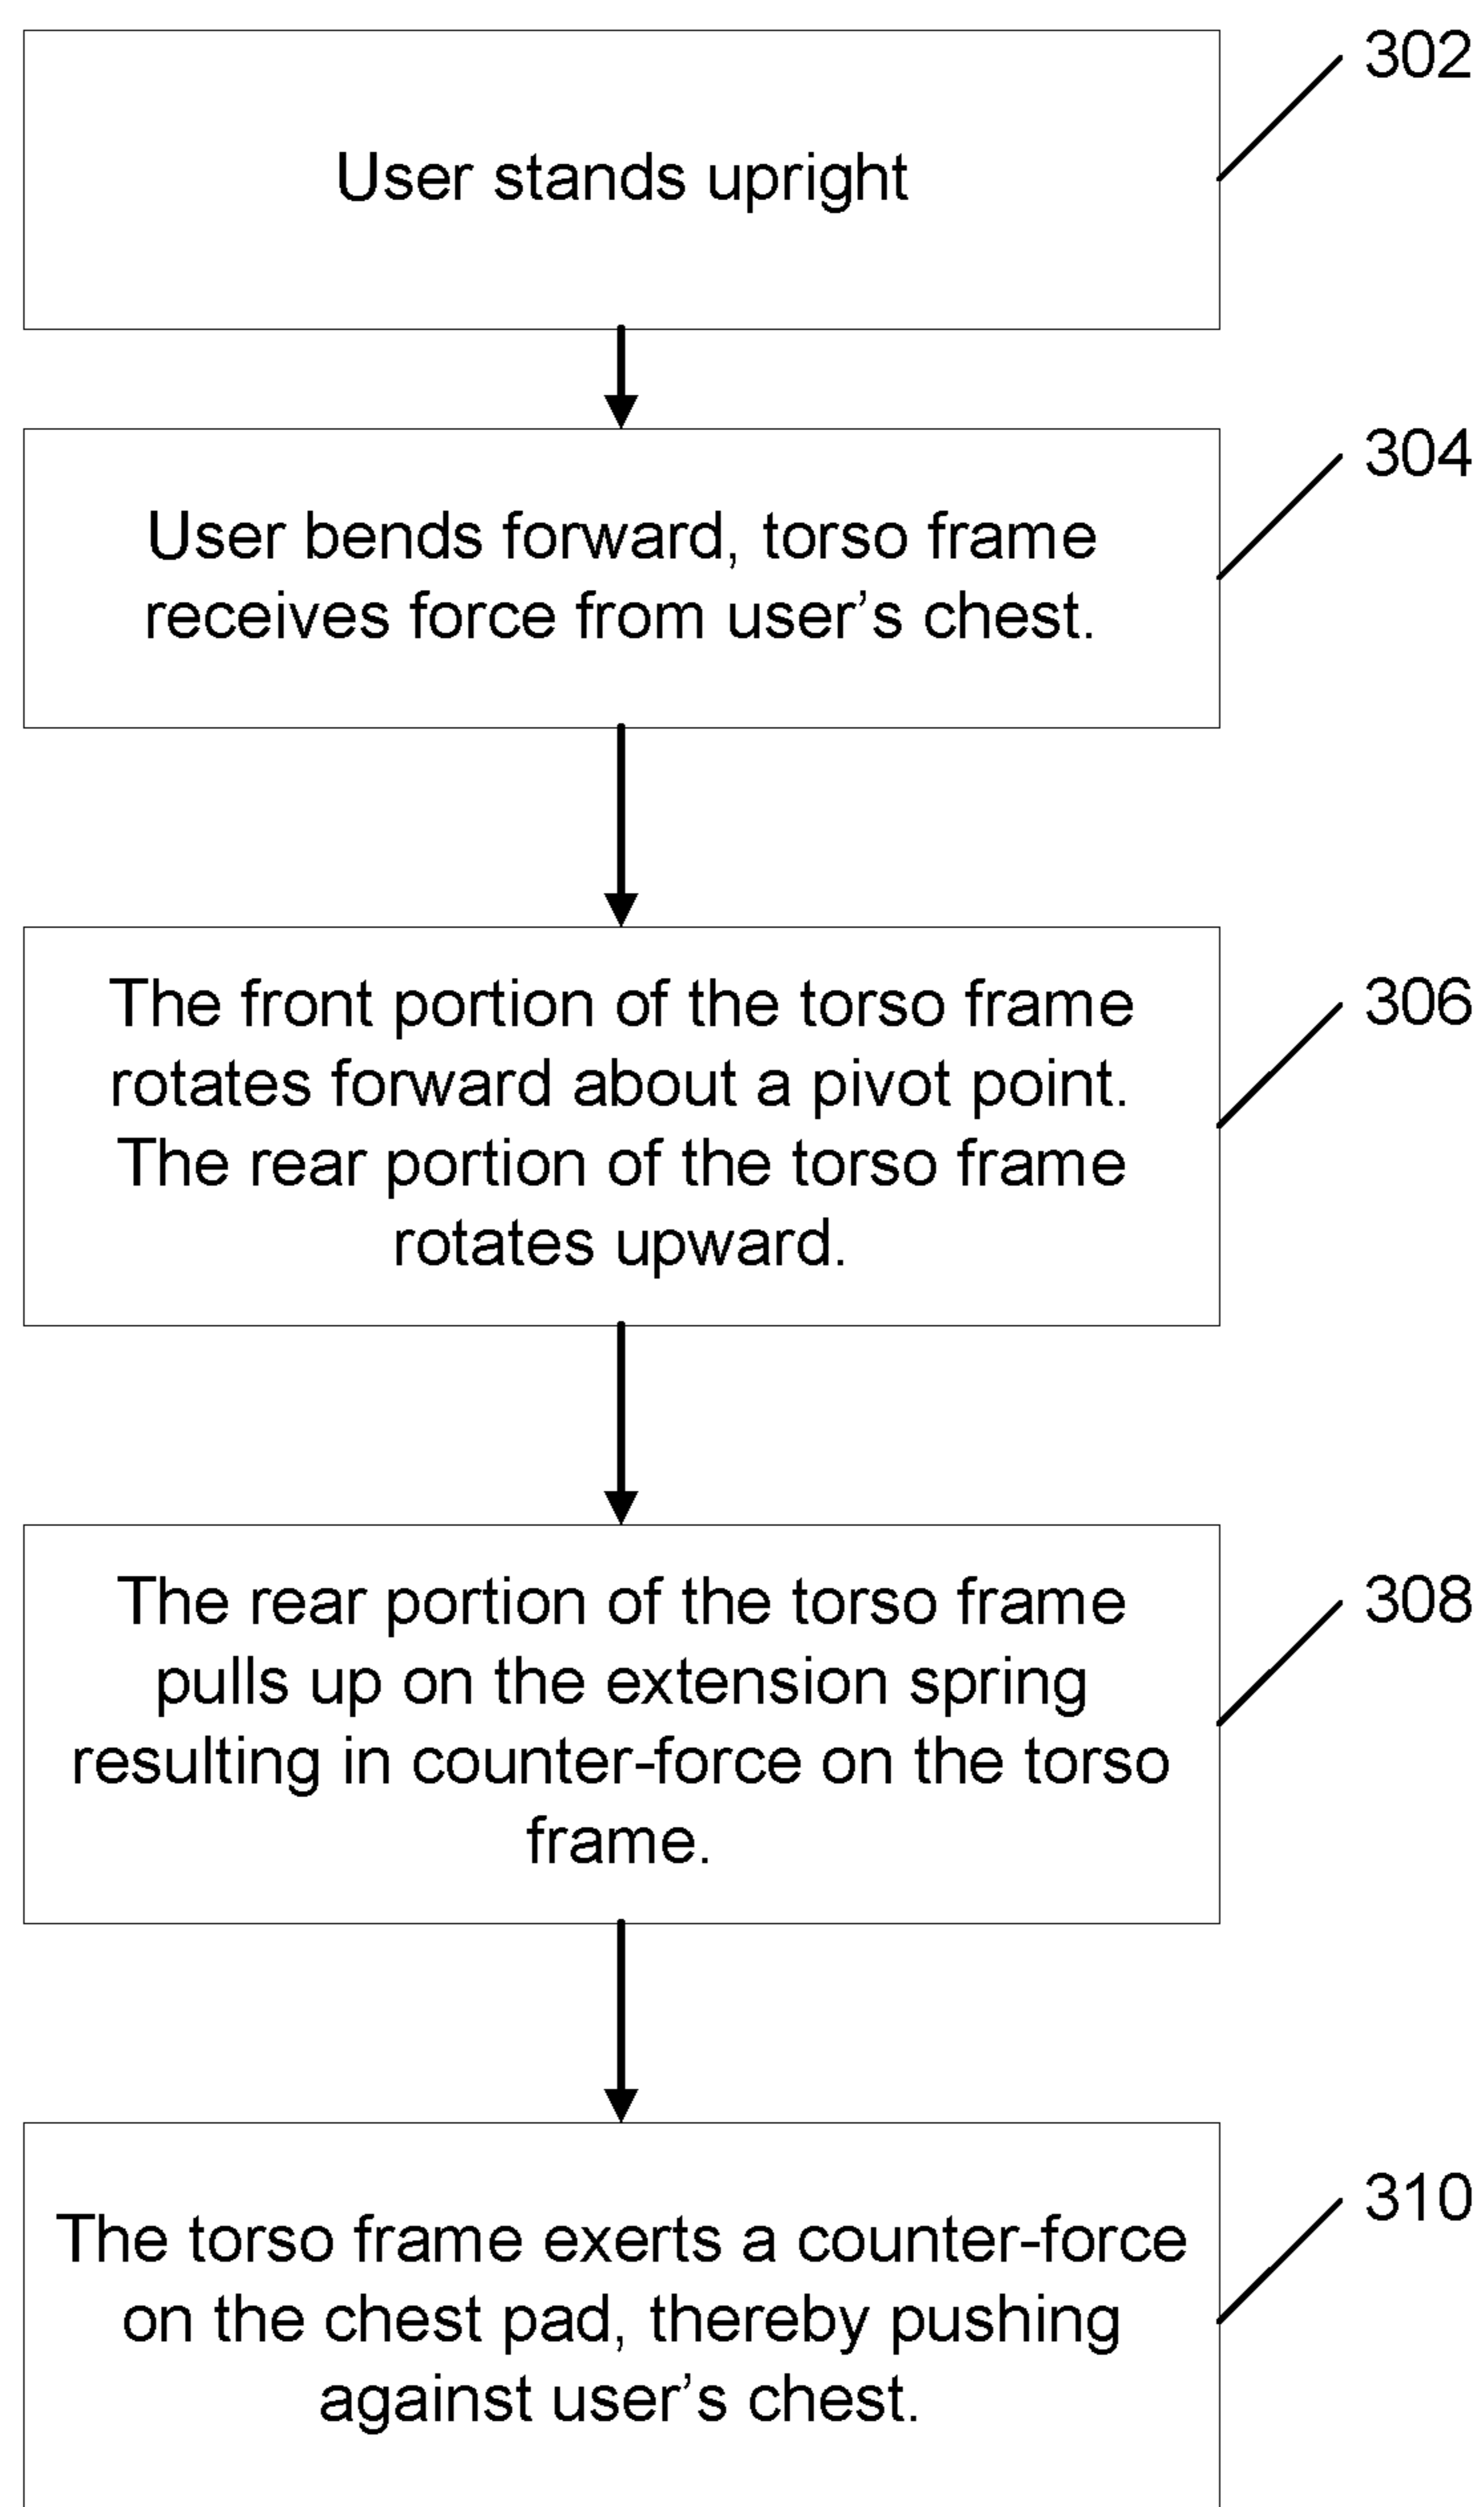 302
User stands upright
304
User bends forward, torso frame
receives force from user's chest.
306
The front portion of the torso frame
rotates forward about a pivot point.
The rear portion of the torso frame
rotates upward.
308
The rear portion of the torso frame
pulls up on the extension spring
resulting in counter-force on the torso
frame.
310
The torso frame exerts a counter-force
on the chest pad, thereby pushing
against user's chest.